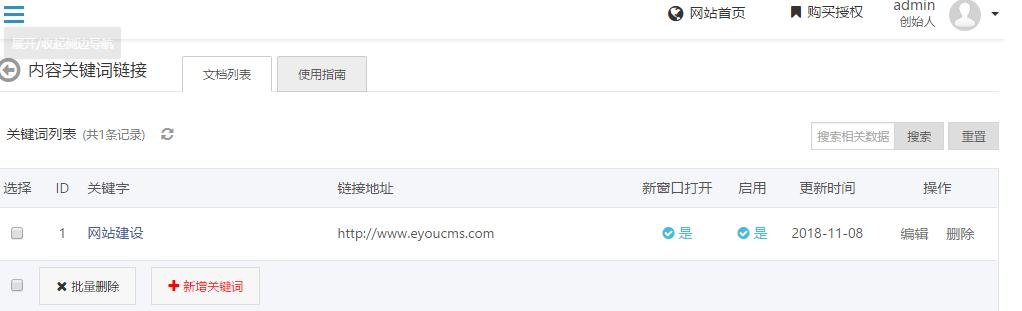 网站首页 购买授权 admin
创始人
展开/收起侧边导航
内容关键词链接 文档列表 使用指南
关键词列表 (共1条记录) 搜索相关数据 搜索 重置
选择 ID 关键字 链接地址 新窗口打开 启用 更新时间 操作
1 网站建设 http://www.eyoucms.com 是 是 2018-11-08 编辑 删除
批量删除 新增关键词